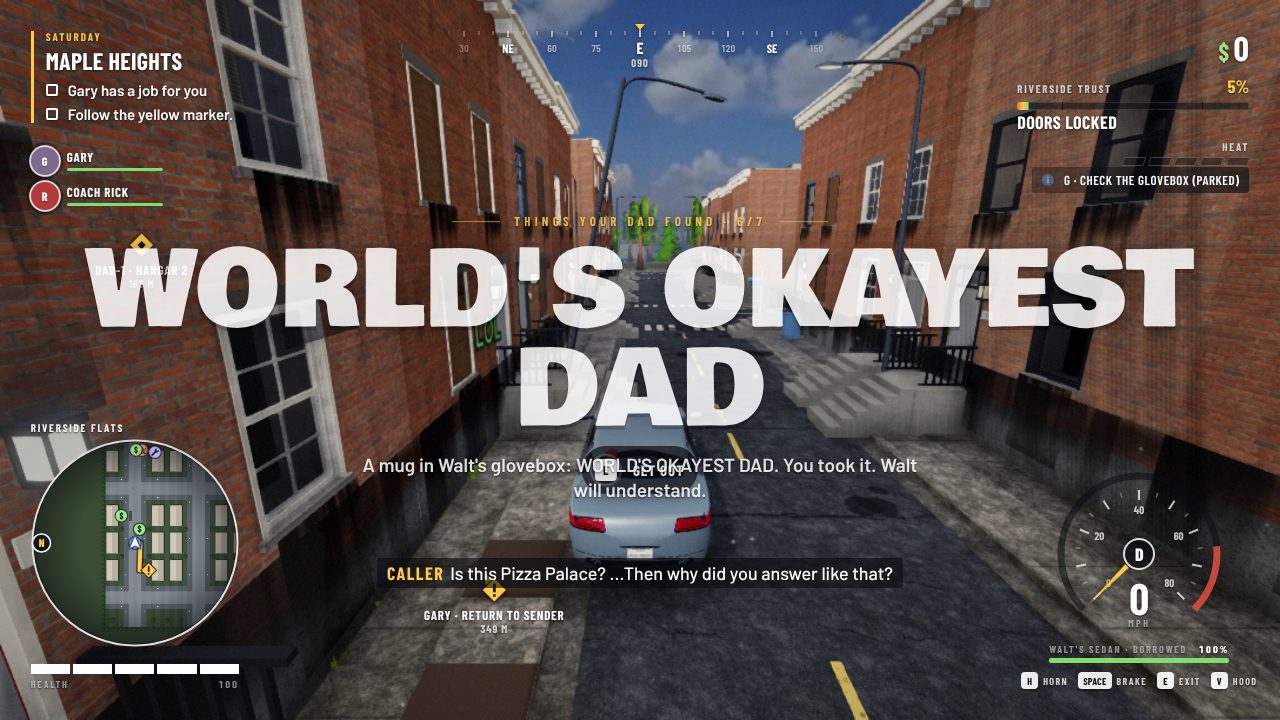 SATURDAY
MAPLE HEIGHTS
Gary has a job for you
Follow the yellow marker.
G GARY
R COACH RICK
30 NE 60 75 E 105 120 SE 150
090
$0
RIVERSIDE TRUST 5%
DOORS LOCKED
HEAT
G · CHECK THE GLOVEBOX (PARKED)
THINGS YOUR DAD FOUND · 6/7
DAD-1 · HANGAR 2
WORLD'S OKAYEST
DAD
LOL
A mug in Walt's glovebox: WORLD'S OKAYEST DAD. You took it. Walt
will understand.
GET OUT
CALLER Is this Pizza Palace? ...Then why did you answer like that?
GARY · RETURN TO SENDER
349 M
RIVERSIDE FLATS
N
HEALTH 100
0 20 40 60 80
D
0
MPH
WALT'S SEDAN · BORROWED 100%
H HORN SPACE BRAKE E EXIT V HOOD